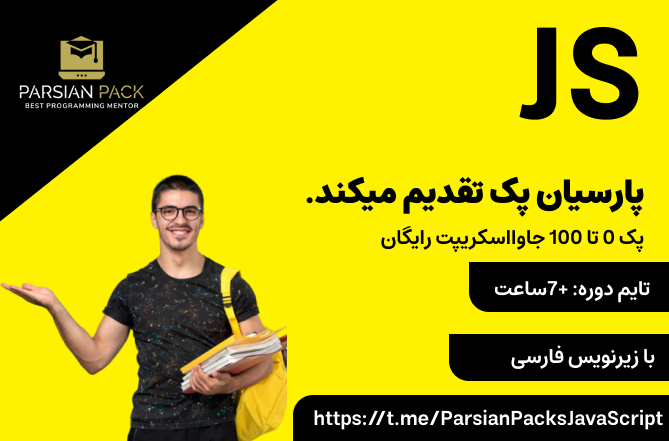 PARSIAN PACK
BEST PROGRAMMING MENTOR
JS
پارسیان پک تقدیم میکند.
پک 0 تا 100 جاوااسکریپت رایگان
تایم دوره: +7ساعت
با زیرنویس فارسی
https://t.me/ParsianPacksJavaScript